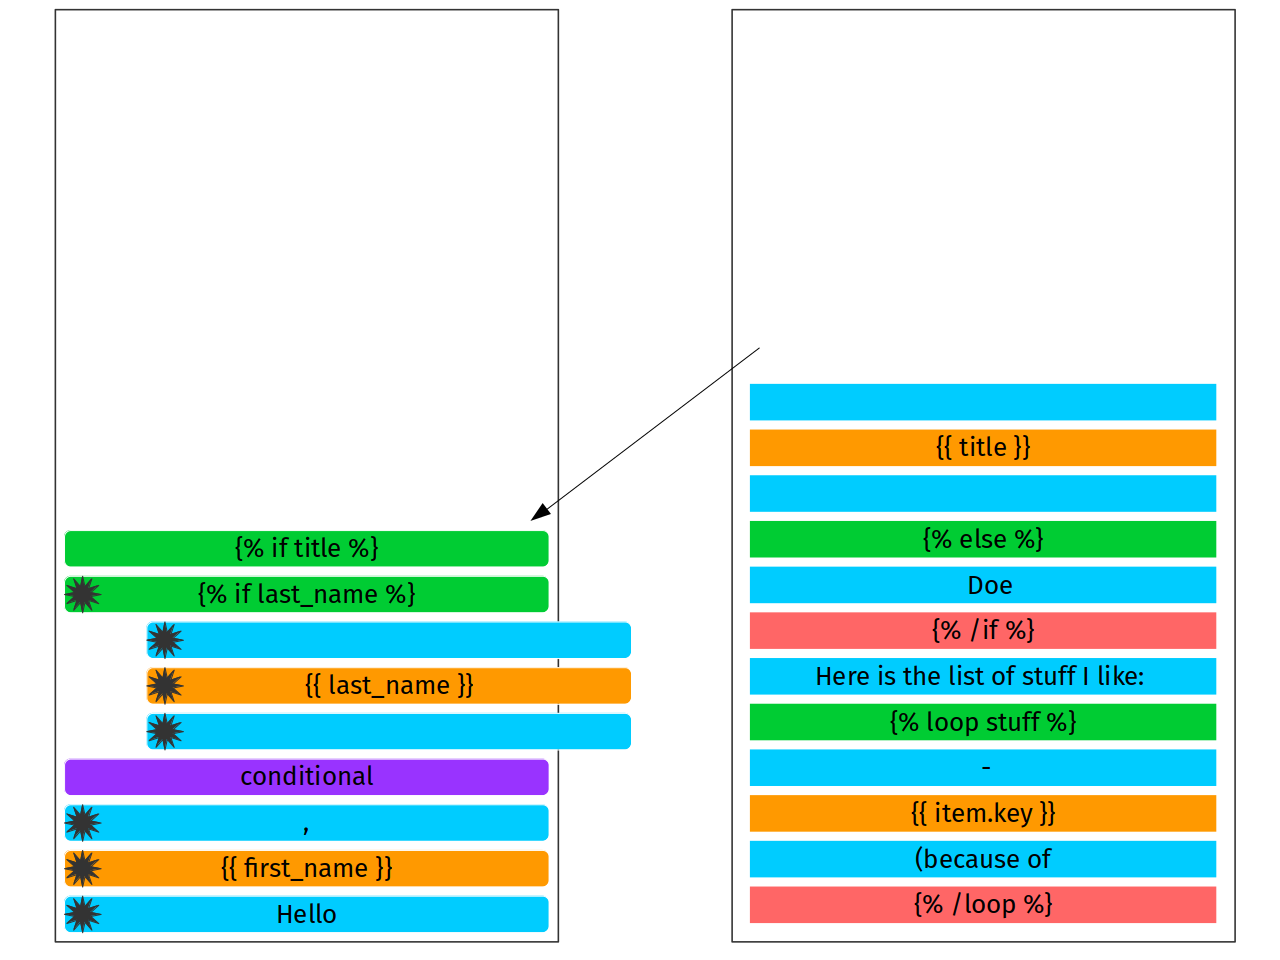 {% if title %}
{% if last_name %}
{{ last_name }}
conditional
,
{{ first_name }}
Hello
{{ title }}
{% else %}
Doe
{% /if %}
Here is the list of stuff I like:
{% loop stuff %}
-
{{ item.key }}
(because of
{% /loop %}